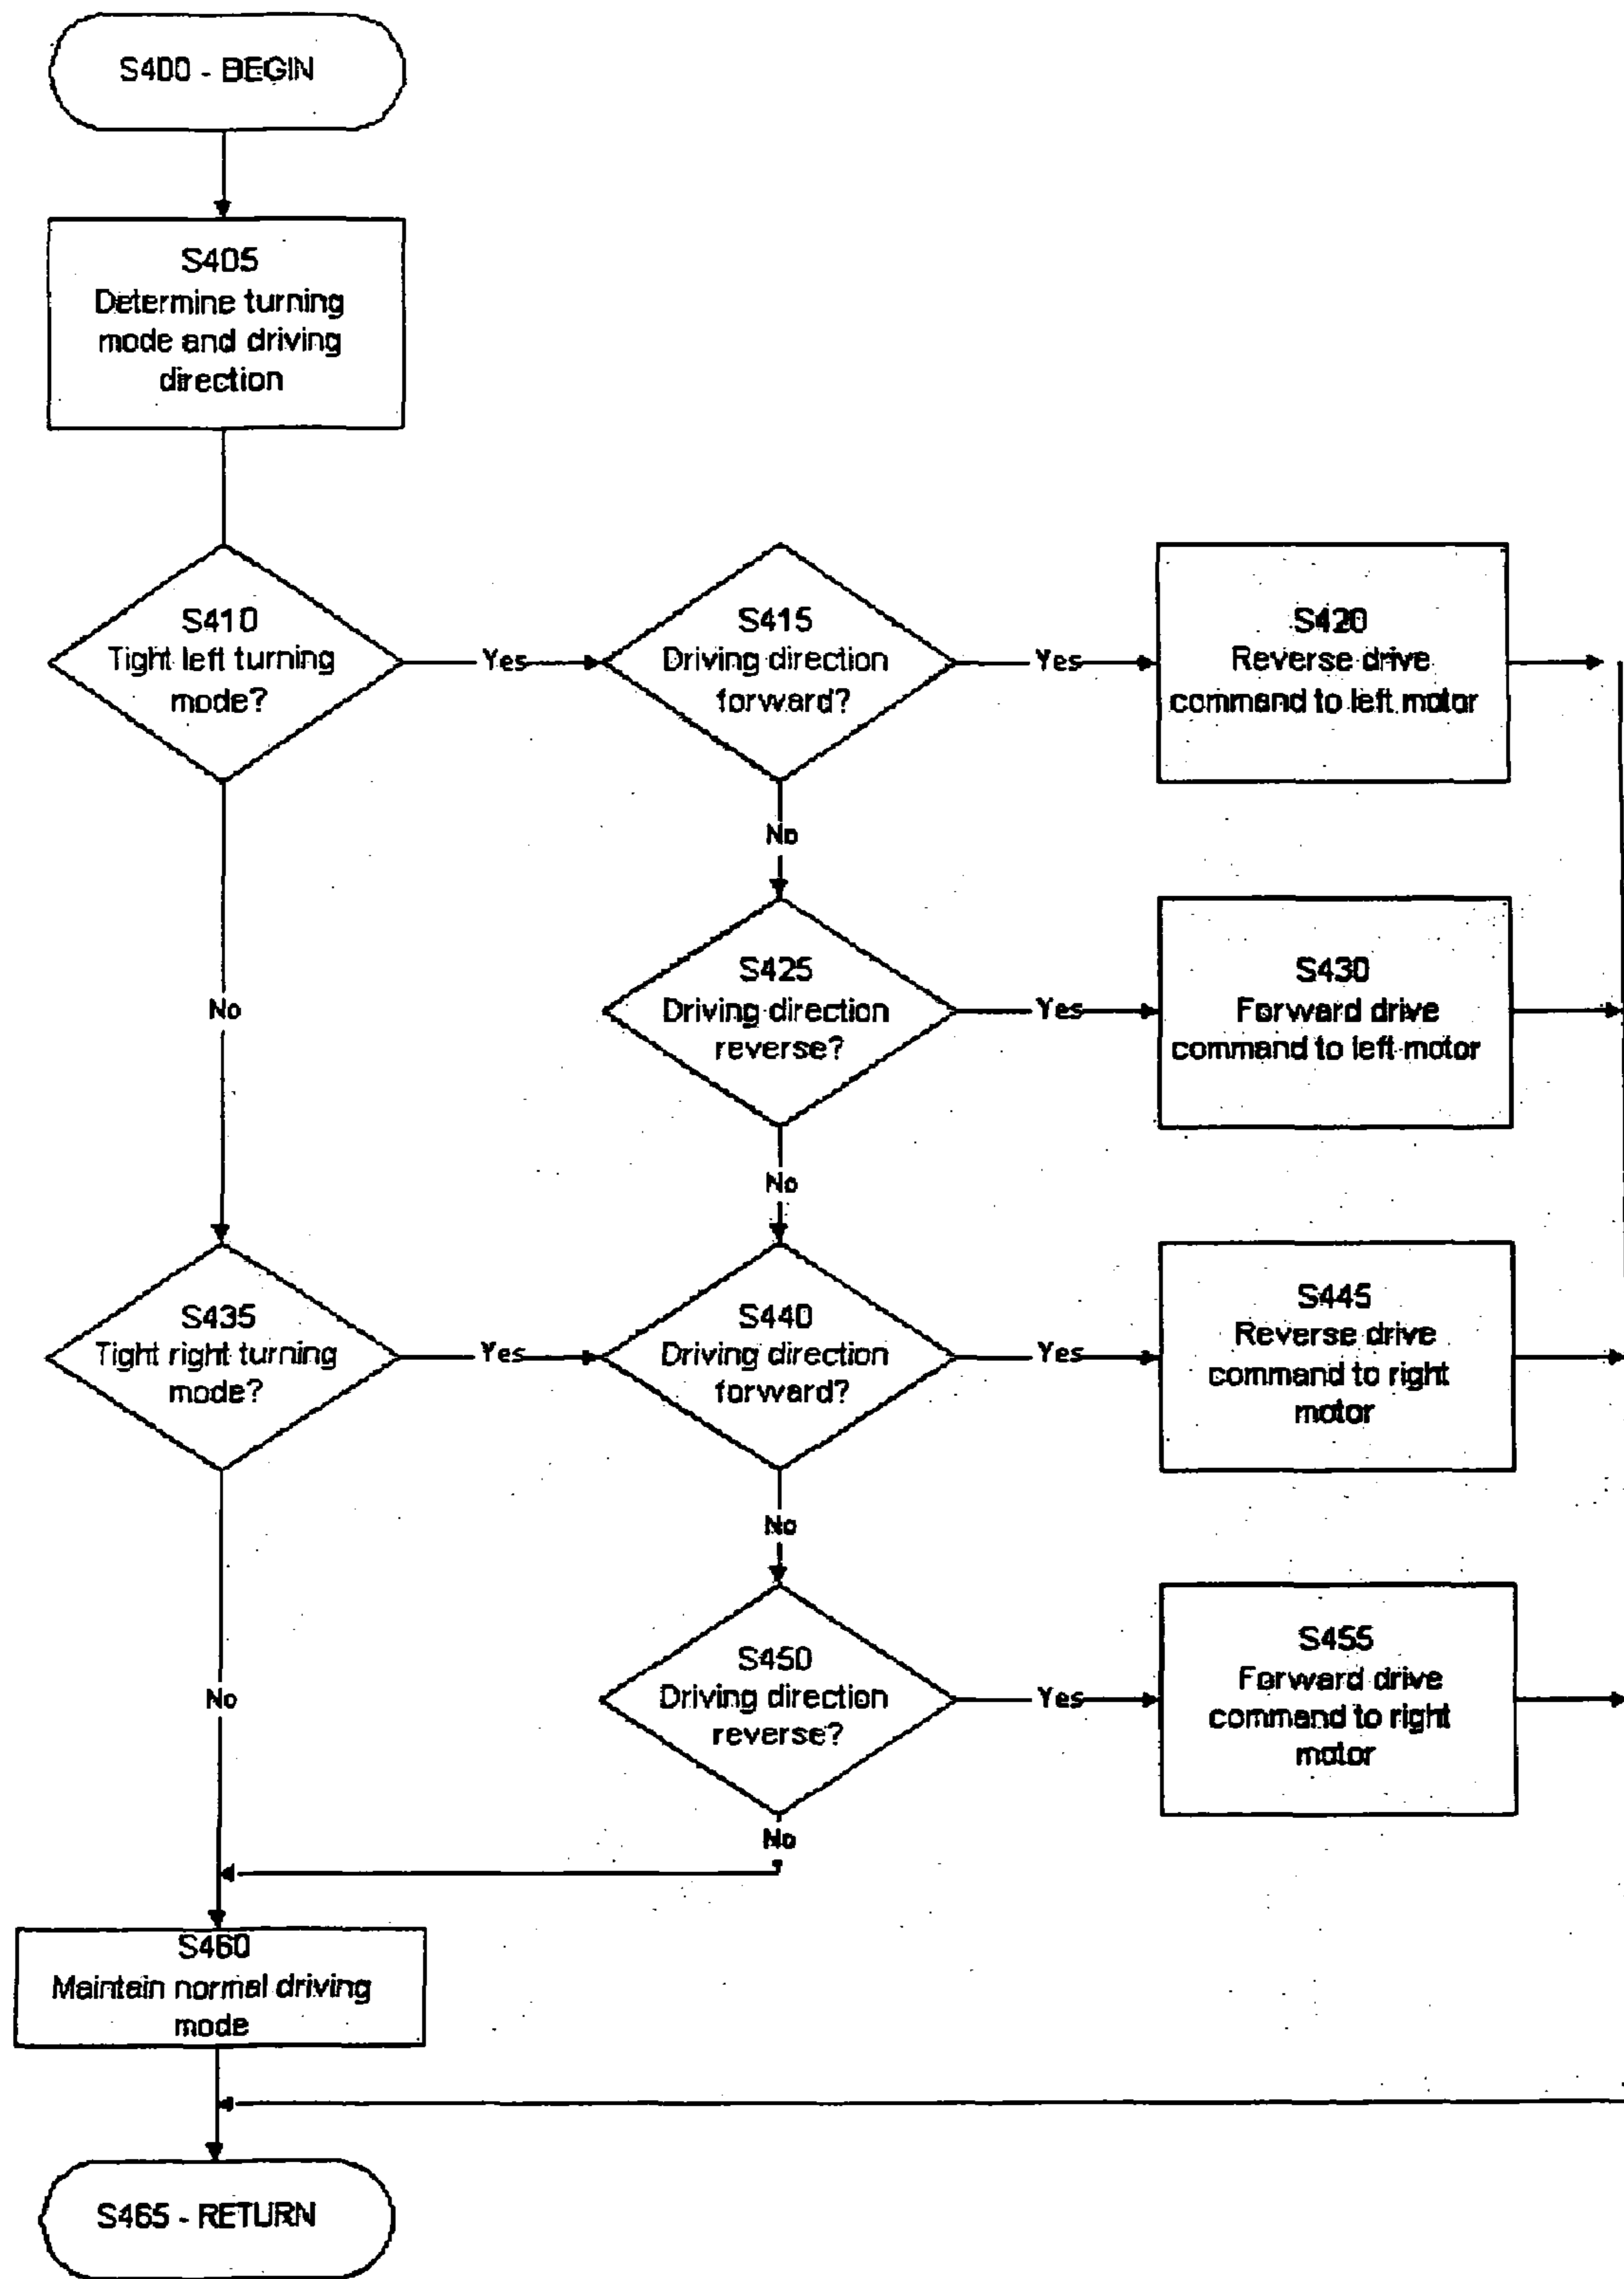 S400 - BEGIN
S405
Determine turning
mode and driving
direction
S410
Tight left turning
mode?
Yes
S415
Driving direction
forward?
Yes
S420
Reverse drive
command to left motor
No
S425
Driving direction
reverse?
Yes
S430
Forward drive
command to left motor
No
No
S435
Tight right turning
mode?
Yes
S440
Driving direction
forward?
Yes
S445
Reverse drive
command to right
motor
No
S450
Driving direction
reverse?
Yes
S455
Forward drive
command to right
motor
No
No
S460
Maintain normal driving
mode
S465 - RETURN